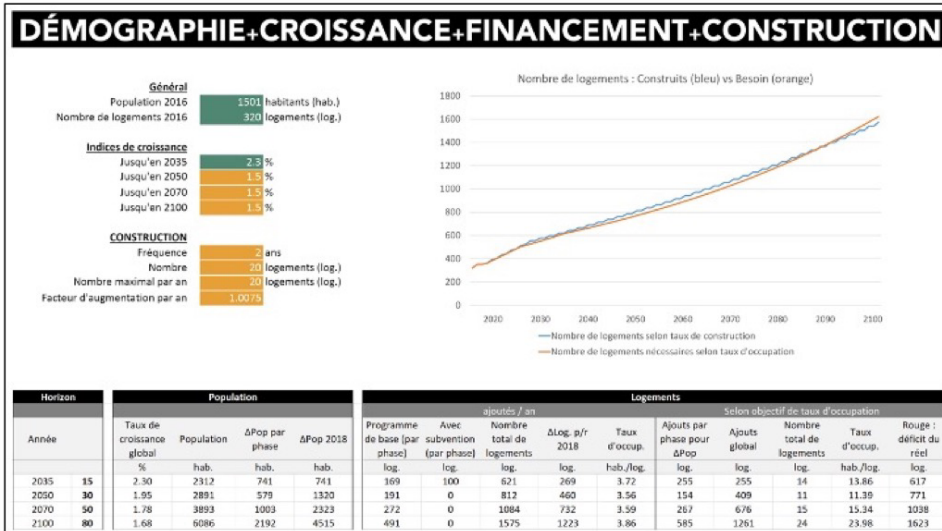 DÉMOGRAPHIE+CROISSANCE+FINANCEMENT+CONSTRUCTION
Général
Population 2016 1501 habitants (hab.)
Nombre de logements 2016 320 logements (log.)
Indices de croissance
Jusqu'en 2035 2.3 %
Jusqu'en 2050 1.5 %
Jusqu'en 2070 1.5 %
Jusqu'en 2100 1.5 %
CONSTRUCTION
Fréquence 2 ans
Nombre 20 logements (log.)
Nombre maximal par an 20 logements (log.)
Facteur d'augmentation par an 1.0075
Nombre de logements : Construits (bleu) vs Besoin (orange)
1800
1600
1400
1200
1000
800
600
400
200
0
2020 2030 2040 2050 2060 2070 2080 2090 2100
Nombre de logements selon taux de construction
Nombre de logements nécessaires selon taux d'occupation
Horizon Population Logements
ajoutés / an Selon objectif de taux d'occupation
Année Taux de croissance global Population ΔPop par phase ΔPop 2018 Programme de base (par phase) Avec subvention (par phase) Nombre total de logements ΔLog. p/r 2018 Taux d'occup. Ajouts par phase pour ΔPop Ajouts global Nombre total de logements Taux d'occup. Rouge : déficit du réel
% hab. hab. hab. log. log. log. log. hab./log. log. log. log. hab./log. log.
2035 15 2.30 2312 741 741 169 100 621 269 3.72 255 255 14 13.86 617
2050 30 1.95 2891 579 1320 191 0 812 460 3.56 154 409 11 11.39 771
2070 50 1.78 3893 1003 2323 272 0 1084 732 3.59 267 676 15 15.34 1038
2100 80 1.68 6086 2192 4515 491 0 1575 1223 3.86 585 1261 24 23.98 1623